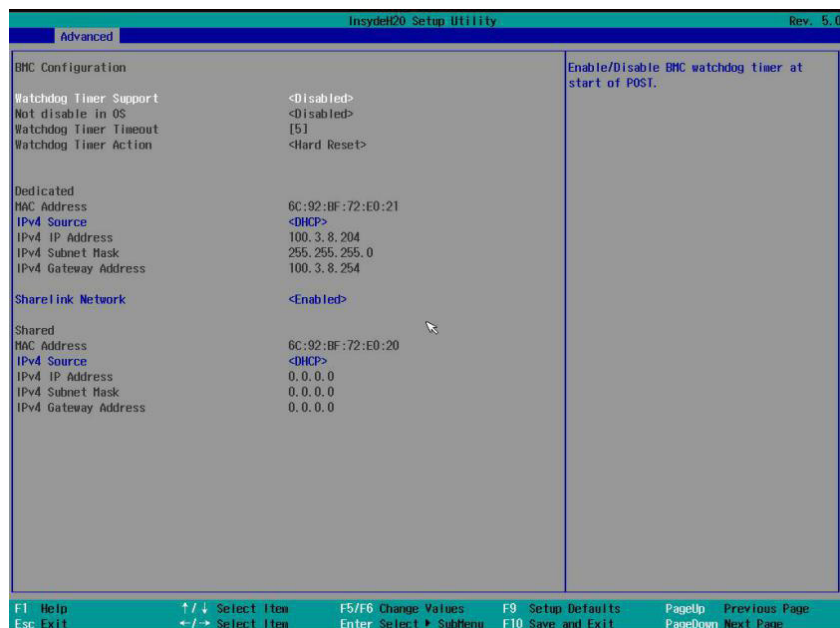 InsydeH20 Setup Utility Rev. 5.0
Advanced
BMC Configuration
Enable/Disable BMC watchdog timer at
start of POST.
Watchdog Timer Support <Disabled>
Not disable in OS <Disabled>
Watchdog Timer Timeout [5]
Watchdog Timer Action <Hard Reset>
Dedicated
MAC Address 6C:92:BF:72:E0:21
IPv4 Source <DHCP>
IPv4 IP Address 100.3.8.204
IPv4 Subnet Mask 255.255.255.0
IPv4 Gateway Address 100.3.8.254
Sharelink Network <Enabled>
Shared
MAC Address 6C:92:BF:72:E0:20
IPv4 Source <DHCP>
IPv4 IP Address 0.0.0.0
IPv4 Subnet Mask 0.0.0.0
IPv4 Gateway Address 0.0.0.0
F1 Help ↑/↓ Select Item F5/F6 Change Values F9 Setup Defaults PageUp Previous Page
Esc Exit ←/→ Select Item Enter Select ▶ SubMenu F10 Save and Exit PageDown Next Page